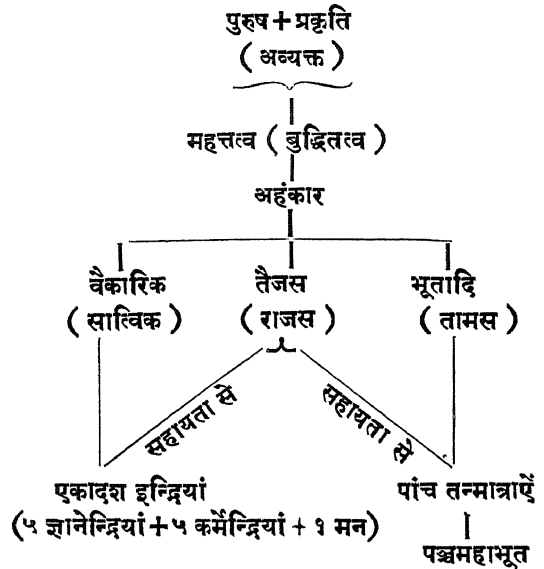 पुरुष + प्रकृति
( अव्यक्त )
महत्तत्व ( बुद्धितत्व )
अहंकार
वैकारिक तैजस भूतादि
( सात्विक ) ( राजस ) ( तामस )
सहायता से सहायता से
एकादश इन्द्रियां पांच तन्मात्राऐं
(५ ज्ञानेन्द्रियां + ५ कर्मेन्द्रियां + १ मन)
पञ्चमहाभूत